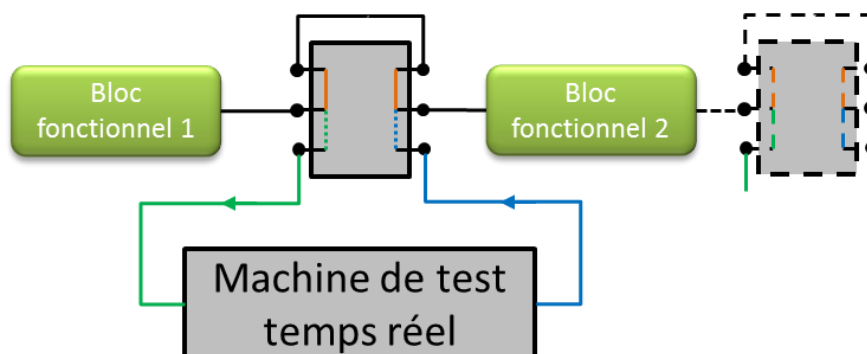 Bloc
fonctionnel 1
Bloc
fonctionnel 2
Machine de test
temps réel